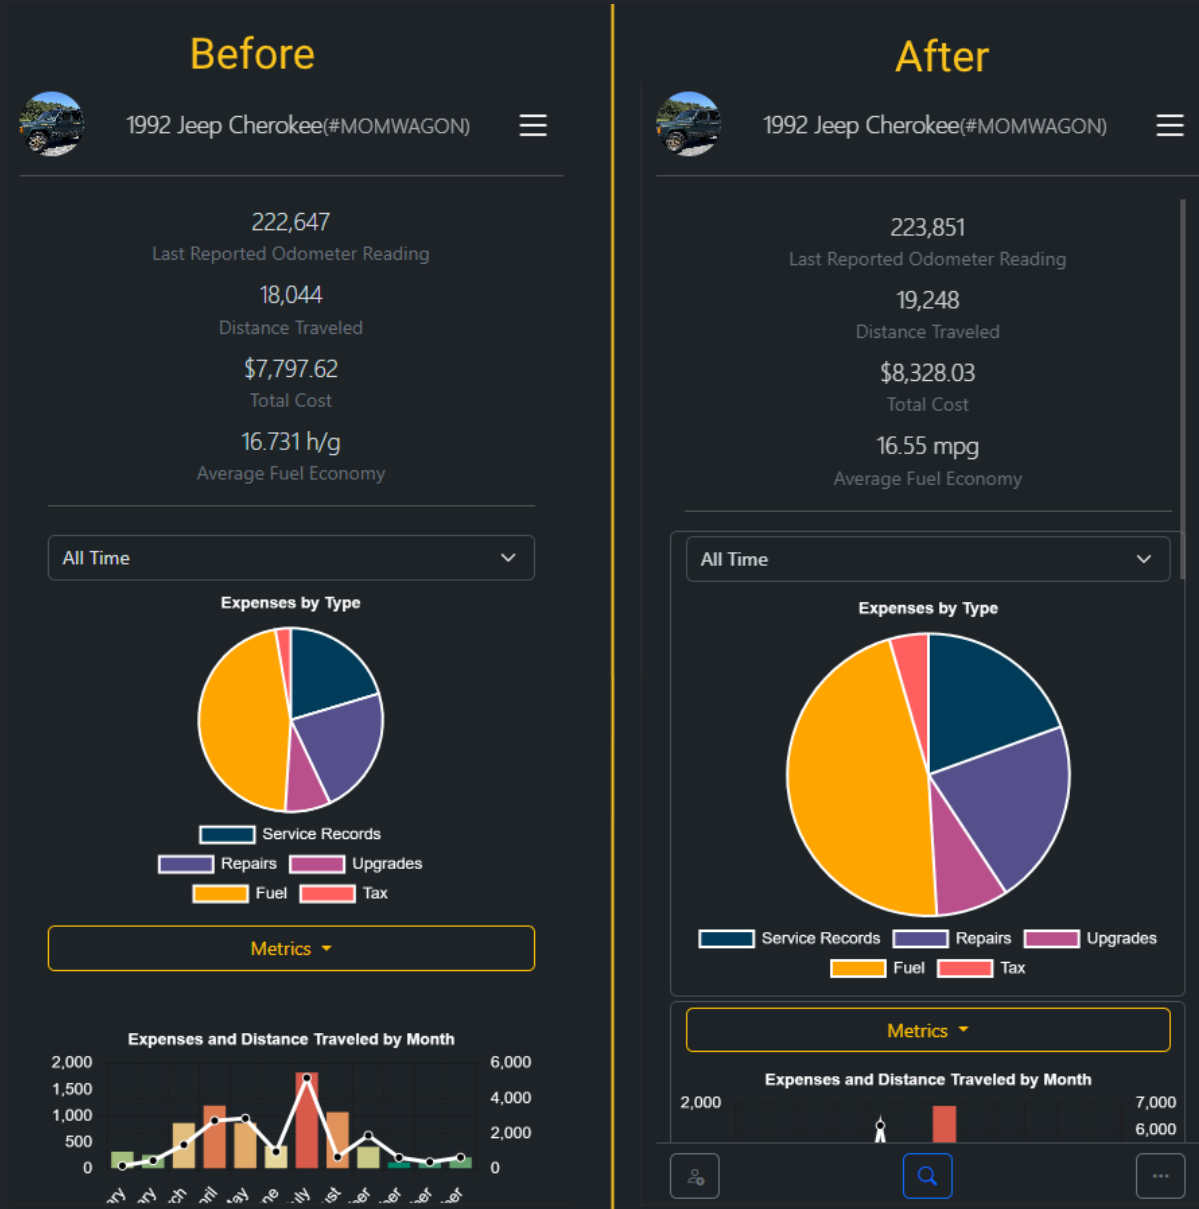 Before
1992 Jeep Cherokee(#MOMWAGON)
222,647
Last Reported Odometer Reading
18,044
Distance Traveled
$7,797.62
Total Cost
16.731 h/g
Average Fuel Economy
All Time
Expenses by Type
Service Records
Repairs Upgrades
Fuel Tax
Metrics
Expenses and Distance Traveled by Month
2,000 6,000
1,500
4,000
1,000
500 2,000
0 0
After
1992 Jeep Cherokee(#MOMWAGON)
223,851
Last Reported Odometer Reading
19,248
Distance Traveled
$8,328.03
Total Cost
16.55 mpg
Average Fuel Economy
All Time
Expenses by Type
Service Records Repairs Upgrades
Fuel Tax
Metrics
Expenses and Distance Traveled by Month
2,000 7,000
6,000